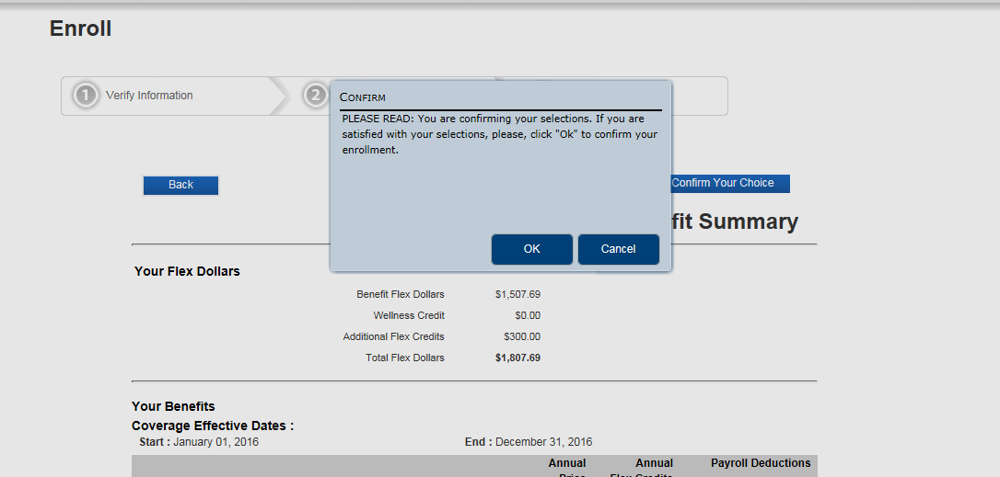 Enroll
1 Verify Information
2
CONFIRM
PLEASE READ: You are confirming your selections. If you are
satisfied with your selections, please, click "Ok" to confirm your
enrollment.
OK Cancel
Back
Confirm Your Choice
fit Summary
Your Flex Dollars
Benefit Flex Dollars $1,507.69
Wellness Credit $0.00
Additional Flex Credits $300.00
Total Flex Dollars $1,807.69
Your Benefits
Coverage Effective Dates :
Start : January 01, 2016 End : December 31, 2016
Annual Annual Payroll Deductions
Price Flex Credits